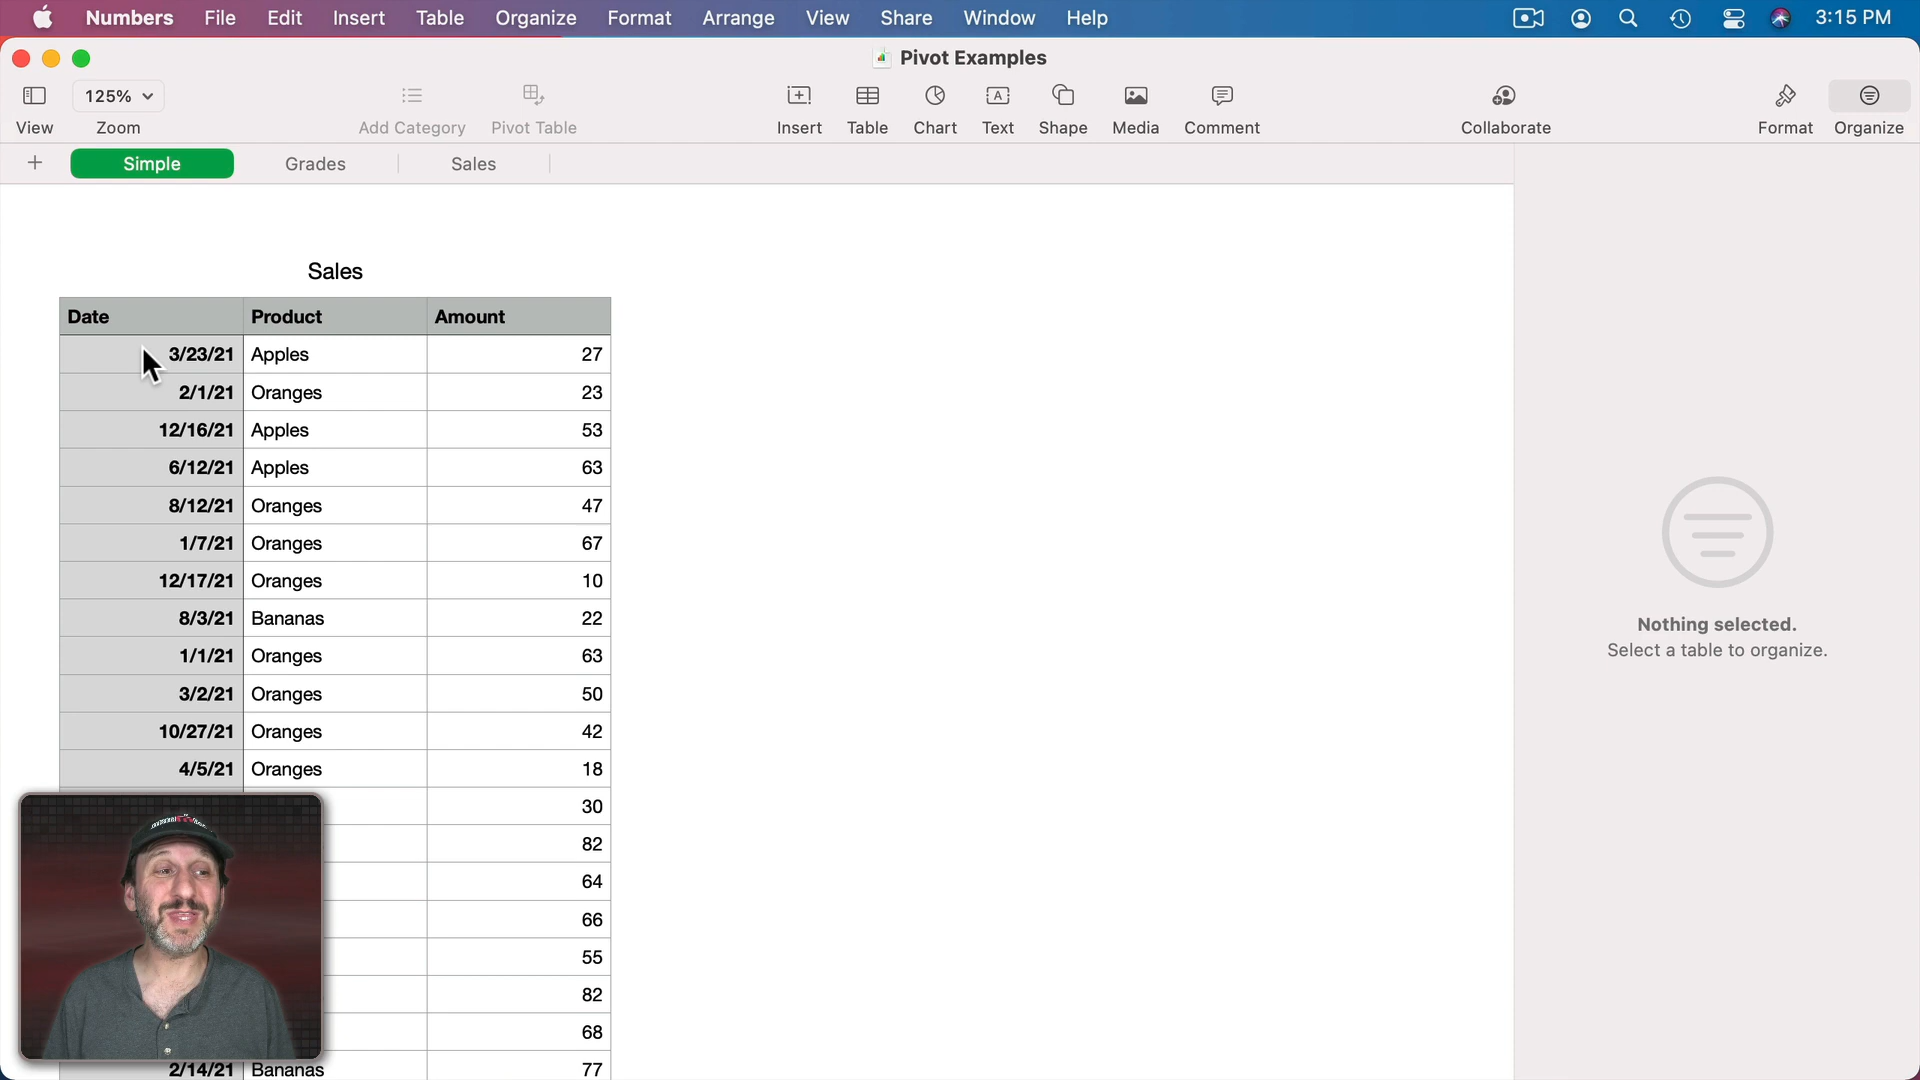 Numbers File Edit Insert Table Organize Format Arrange View Share Window Help 3:15 PM
Pivot Examples
125%
View Zoom Add Category Pivot Table Insert Table Chart Text Shape Media Comment Collaborate Format Organize
Simple Grades Sales
Sales
Date Product Amount
3/23/21 Apples 27
2/1/21 Oranges 23
12/16/21 Apples 53
6/12/21 Apples 63
8/12/21 Oranges 47
1/7/21 Oranges 67
12/17/21 Oranges 10
8/3/21 Bananas 22
1/1/21 Oranges 63
3/2/21 Oranges 50
10/27/21 Oranges 42
4/5/21 Oranges 18
30
82
64
66
55
82
68
2/14/21 Bananas 77
Nothing selected.
Select a table to organize.